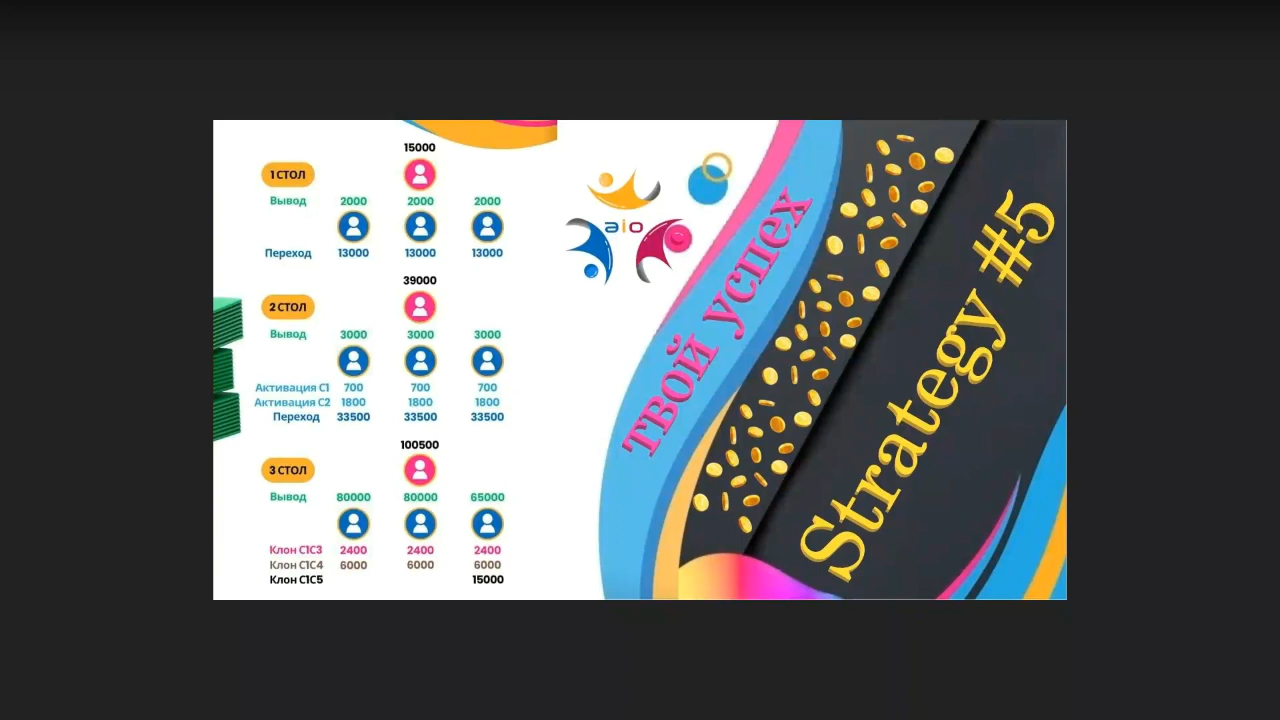 15000
1 СТОЛ
Вывод 2000 2000 2000
Переход 13000 13000 13000
39000
2 СТОЛ
Вывод 3000 3000 3000
Активация С1 700 700 700
Активация С2 1800 1800 1800
Переход 33500 33500 33500
100500
3 СТОЛ
Вывод 80000 80000 65000
Клон С1С3 2400 2400 2400
Клон С1С4 6000 6000 6000
Клон С1С5 15000
aio
твой успех
Strategy #5